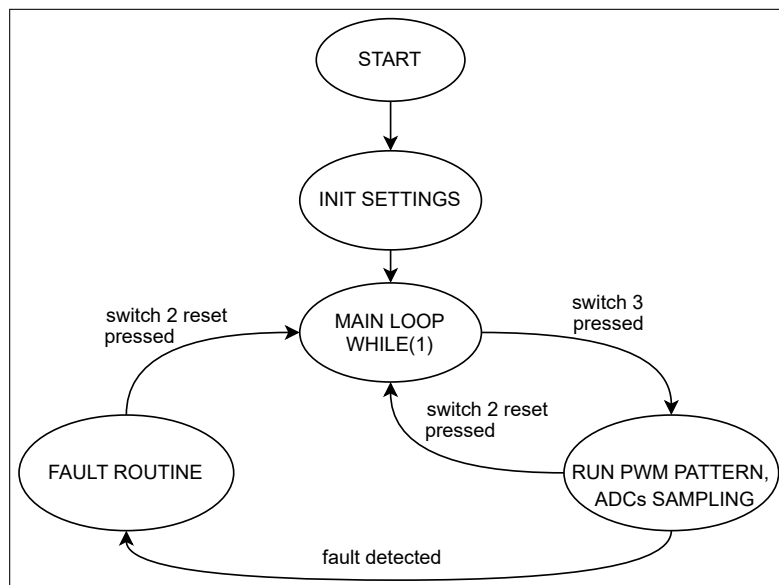 START
INIT SETTINGS
switch 2 reset
pressed
MAIN LOOP
WHILE(1)
switch 3
pressed
switch 2 reset
pressed
FAULT ROUTINE
RUN PWM PATTERN,
ADCs SAMPLING
fault detected